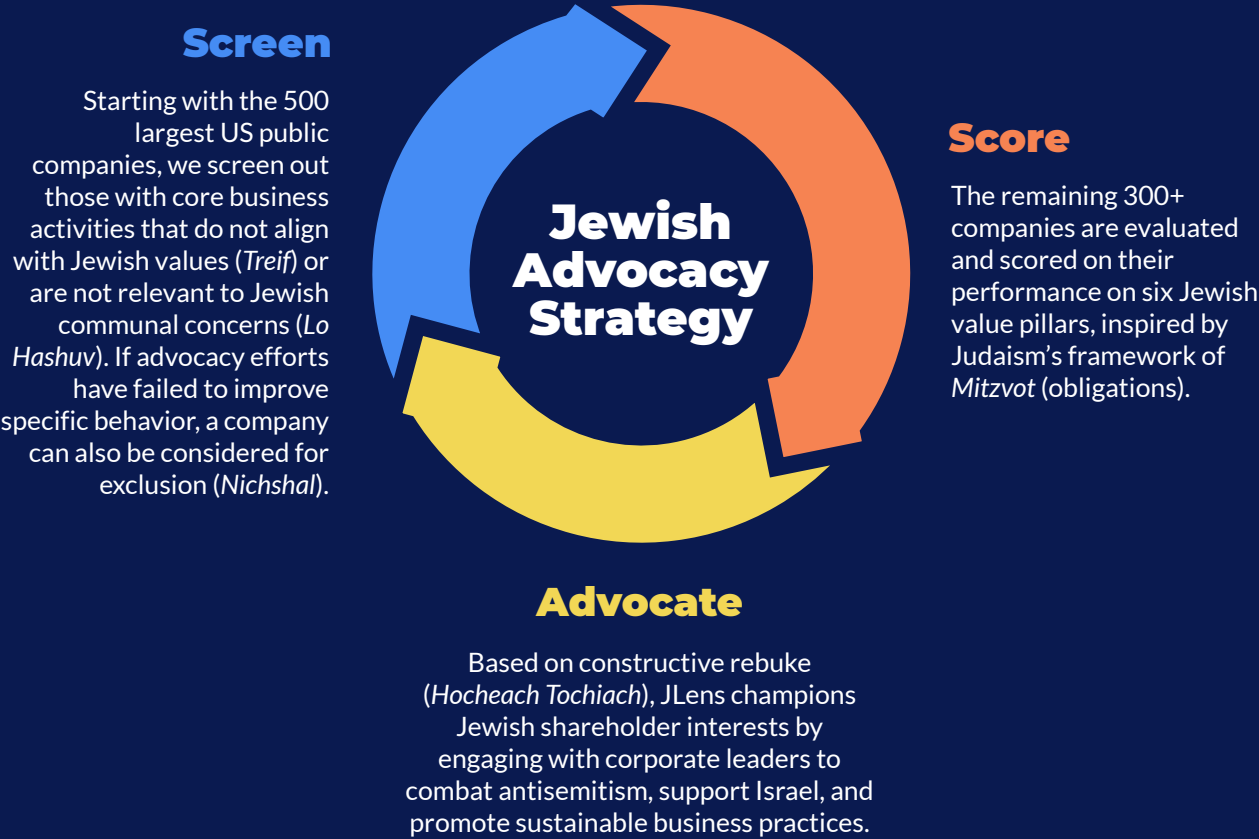 Screen
Starting with the 500
largest US public
companies, we screen out
those with core business
activities that do not align
with Jewish values (Treif) or
are not relevant to Jewish
communal concerns (Lo
Hashuv). If advocacy efforts
have failed to improve
specific behavior, a company
can also be considered for
exclusion (Nichshal).
Jewish
Advocacy
Strategy
Score
The remaining 300+
companies are evaluated
and scored on their
performance on six Jewish
value pillars, inspired by
Judaism’s framework of
Mitzvot (obligations).
Advocate
Based on constructive rebuke
(Hocheach Tochiach), JLens champions
Jewish shareholder interests by
engaging with corporate leaders to
combat antisemitism, support Israel, and
promote sustainable business practices.